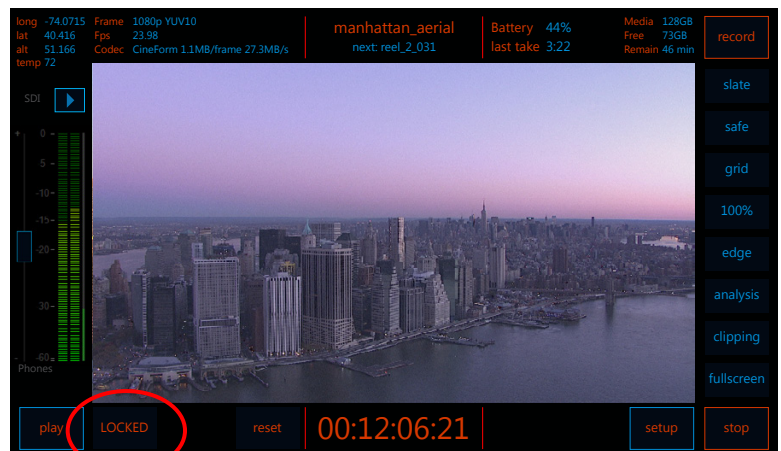 long -74.0715
lat 40.416
alt 51.166
temp 72
Frame 1080p YUV10
Fps 23.98
Codec CineForm 1.1MB/frame 27.3MB/s
manhattan_aerial
next: reel_2_031
Battery 44%
last take 3:22
Media 128GB
Free 73GB
Remain 46 min
record
SDI
slate
safe
grid
100%
edge
analysis
clipping
fullscreen
+ 0 -
5 -
-10-
-15-
-20-
30-
- -60-
Phones
play
LOCKED
reset
00:12:06:21
setup
stop